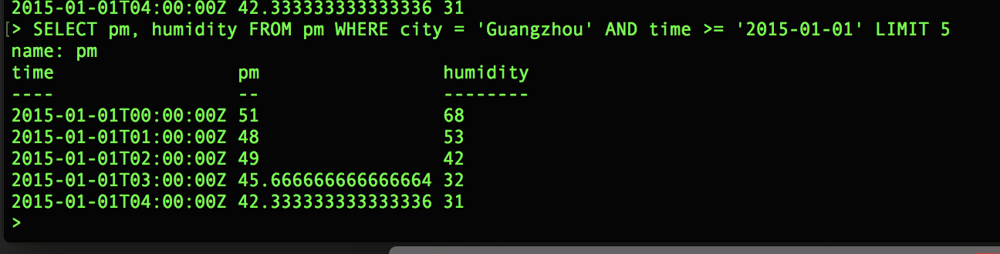 2015-01-01T04:00:00Z 42.333333333333336 31
[> SELECT pm, humidity FROM pm WHERE city = 'Guangzhou' AND time >= '2015-01-01' LIMIT 5
name: pm
time                 pm                 humidity
----                 --                 --------
2015-01-01T00:00:00Z 51                 68
2015-01-01T01:00:00Z 48                 53
2015-01-01T02:00:00Z 49                 42
2015-01-01T03:00:00Z 45.666666666666664 32
2015-01-01T04:00:00Z 42.333333333333336 31
>